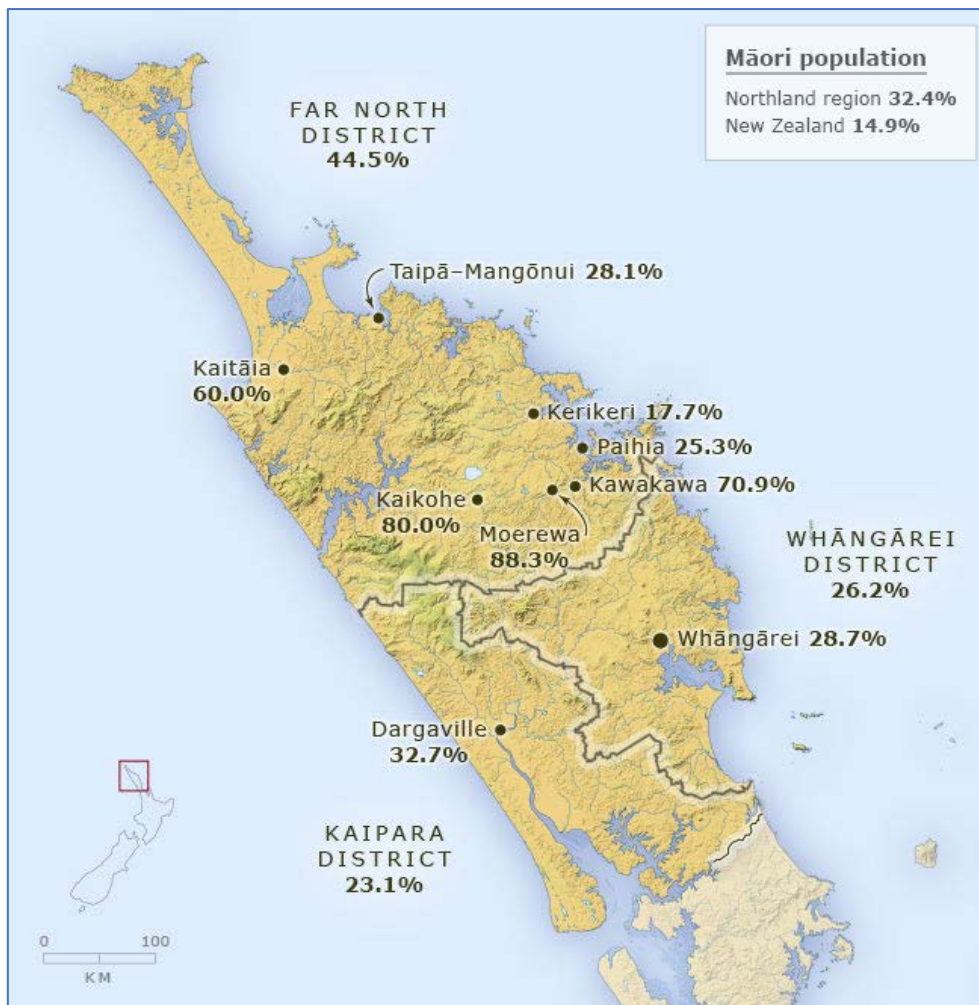 Māori population
Northland region 32.4%
New Zealand 14.9%
FAR NORTH
DISTRICT
44.5%
Taipā–Mangōnui 28.1%
Kaitāia
60.0%
Kerikeri 17.7%
Paihia 25.3%
Kawakawa 70.9%
Kaikohe
80.0%
Moerewa
88.3%
WHĀNGĀREI
DISTRICT
26.2%
Whāngārei 28.7%
Dargaville
32.7%
KAIPARA
DISTRICT
23.1%
0 100
KM